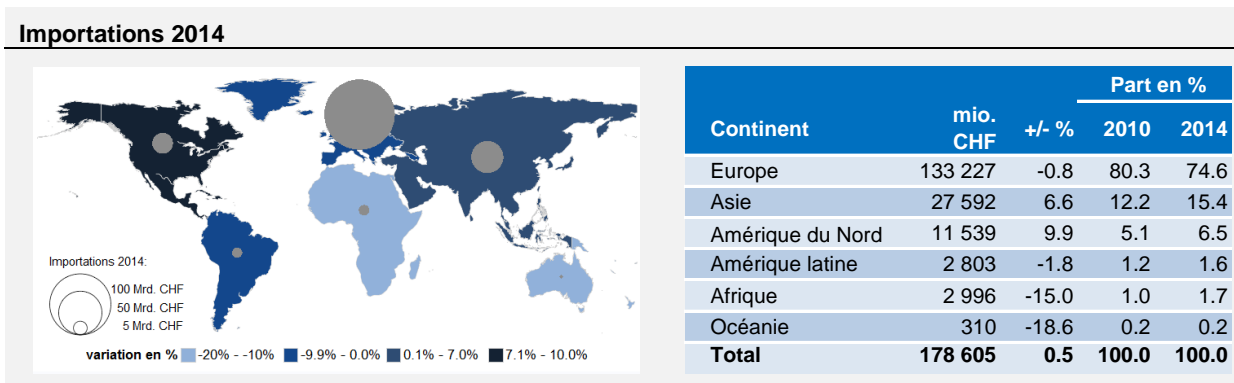 Importations 2014
Importations 2014:
100 Mrd. CHF
50 Mrd. CHF
5 Mrd. CHF
variation en % -20% - -10% -9.9% - 0.0% 0.1% - 7.0% 7.1% - 10.0%
Part en %
Continent mio. CHF +/- % 2010 2014
Europe 133 227 -0.8 80.3 74.6
Asie 27 592 6.6 12.2 15.4
Amérique du Nord 11 539 9.9 5.1 6.5
Amérique latine 2 803 -1.8 1.2 1.6
Afrique 2 996 -15.0 1.0 1.7
Océanie 310 -18.6 0.2 0.2
Total 178 605 0.5 100.0 100.0